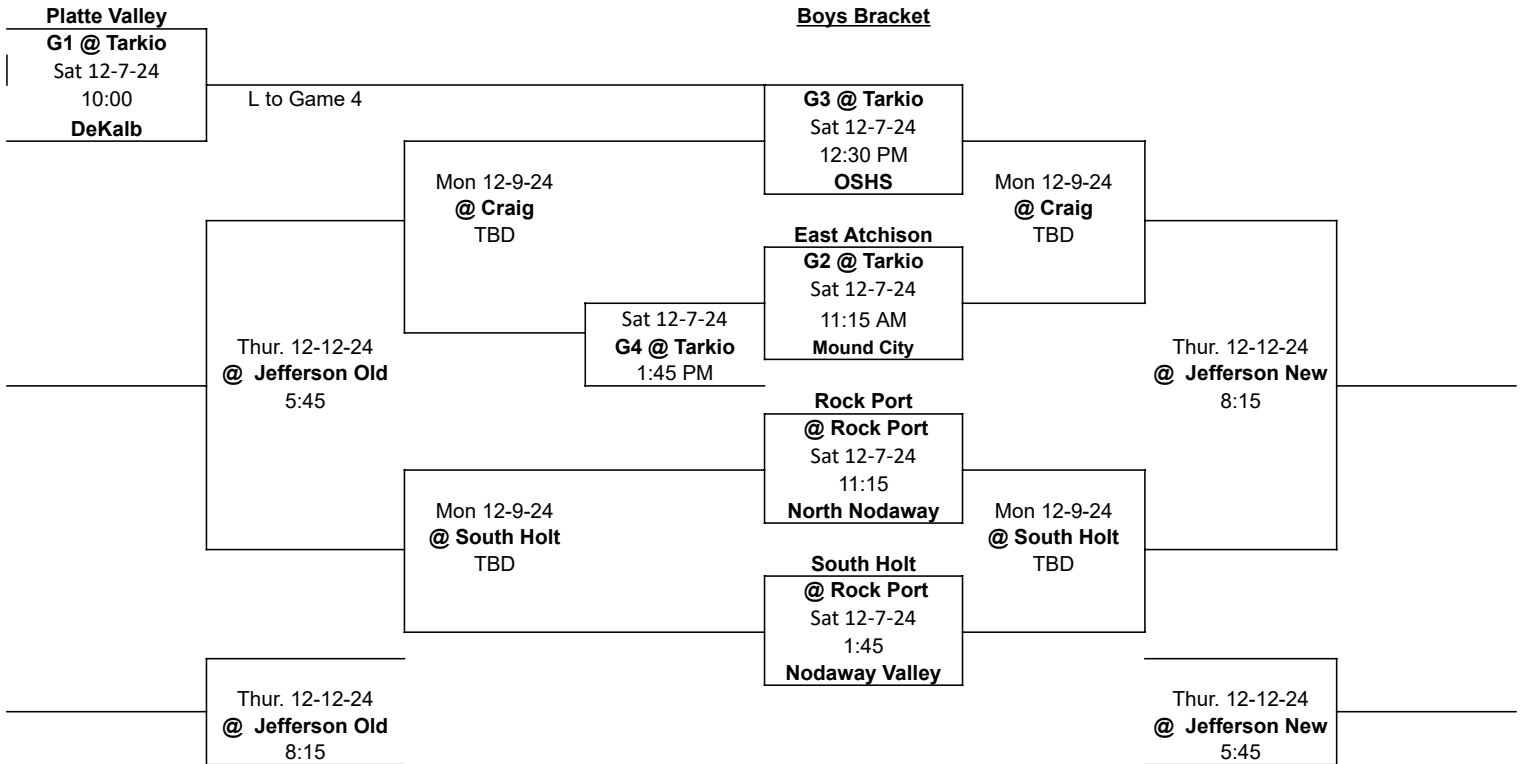 Platte Valley
Boys Bracket
G1 @ Tarkio
Sat 12-7-24
10:00
L to Game 4
DeKalb
G3 @ Tarkio
Sat 12-7-24
12:30 PM
OSHS
Mon 12-9-24
@ Craig
TBD
Mon 12-9-24
@ Craig
TBD
East Atchison
G2 @ Tarkio
Sat 12-7-24
11:15 AM
Mound City
Sat 12-7-24
G4 @ Tarkio
1:45 PM
Thur. 12-12-24
@ Jefferson Old
5:45
Thur. 12-12-24
@ Jefferson New
8:15
Rock Port
@ Rock Port
Sat 12-7-24
11:15
North Nodaway
Mon 12-9-24
@ South Holt
TBD
Mon 12-9-24
@ South Holt
TBD
South Holt
@ Rock Port
Sat 12-7-24
1:45
Nodaway Valley
Thur. 12-12-24
@ Jefferson Old
8:15
Thur. 12-12-24
@ Jefferson New
5:45